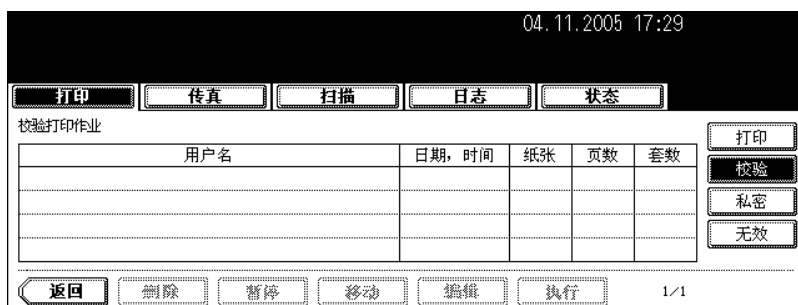 04.11.2005 17:29
打印 传真 扫描 日志 状态
校验打印作业
打印
用户名 日期，时间 纸张 页数 套数
校验
私密
无效
返回 删除 暂停 移动 编辑 执行 1/1